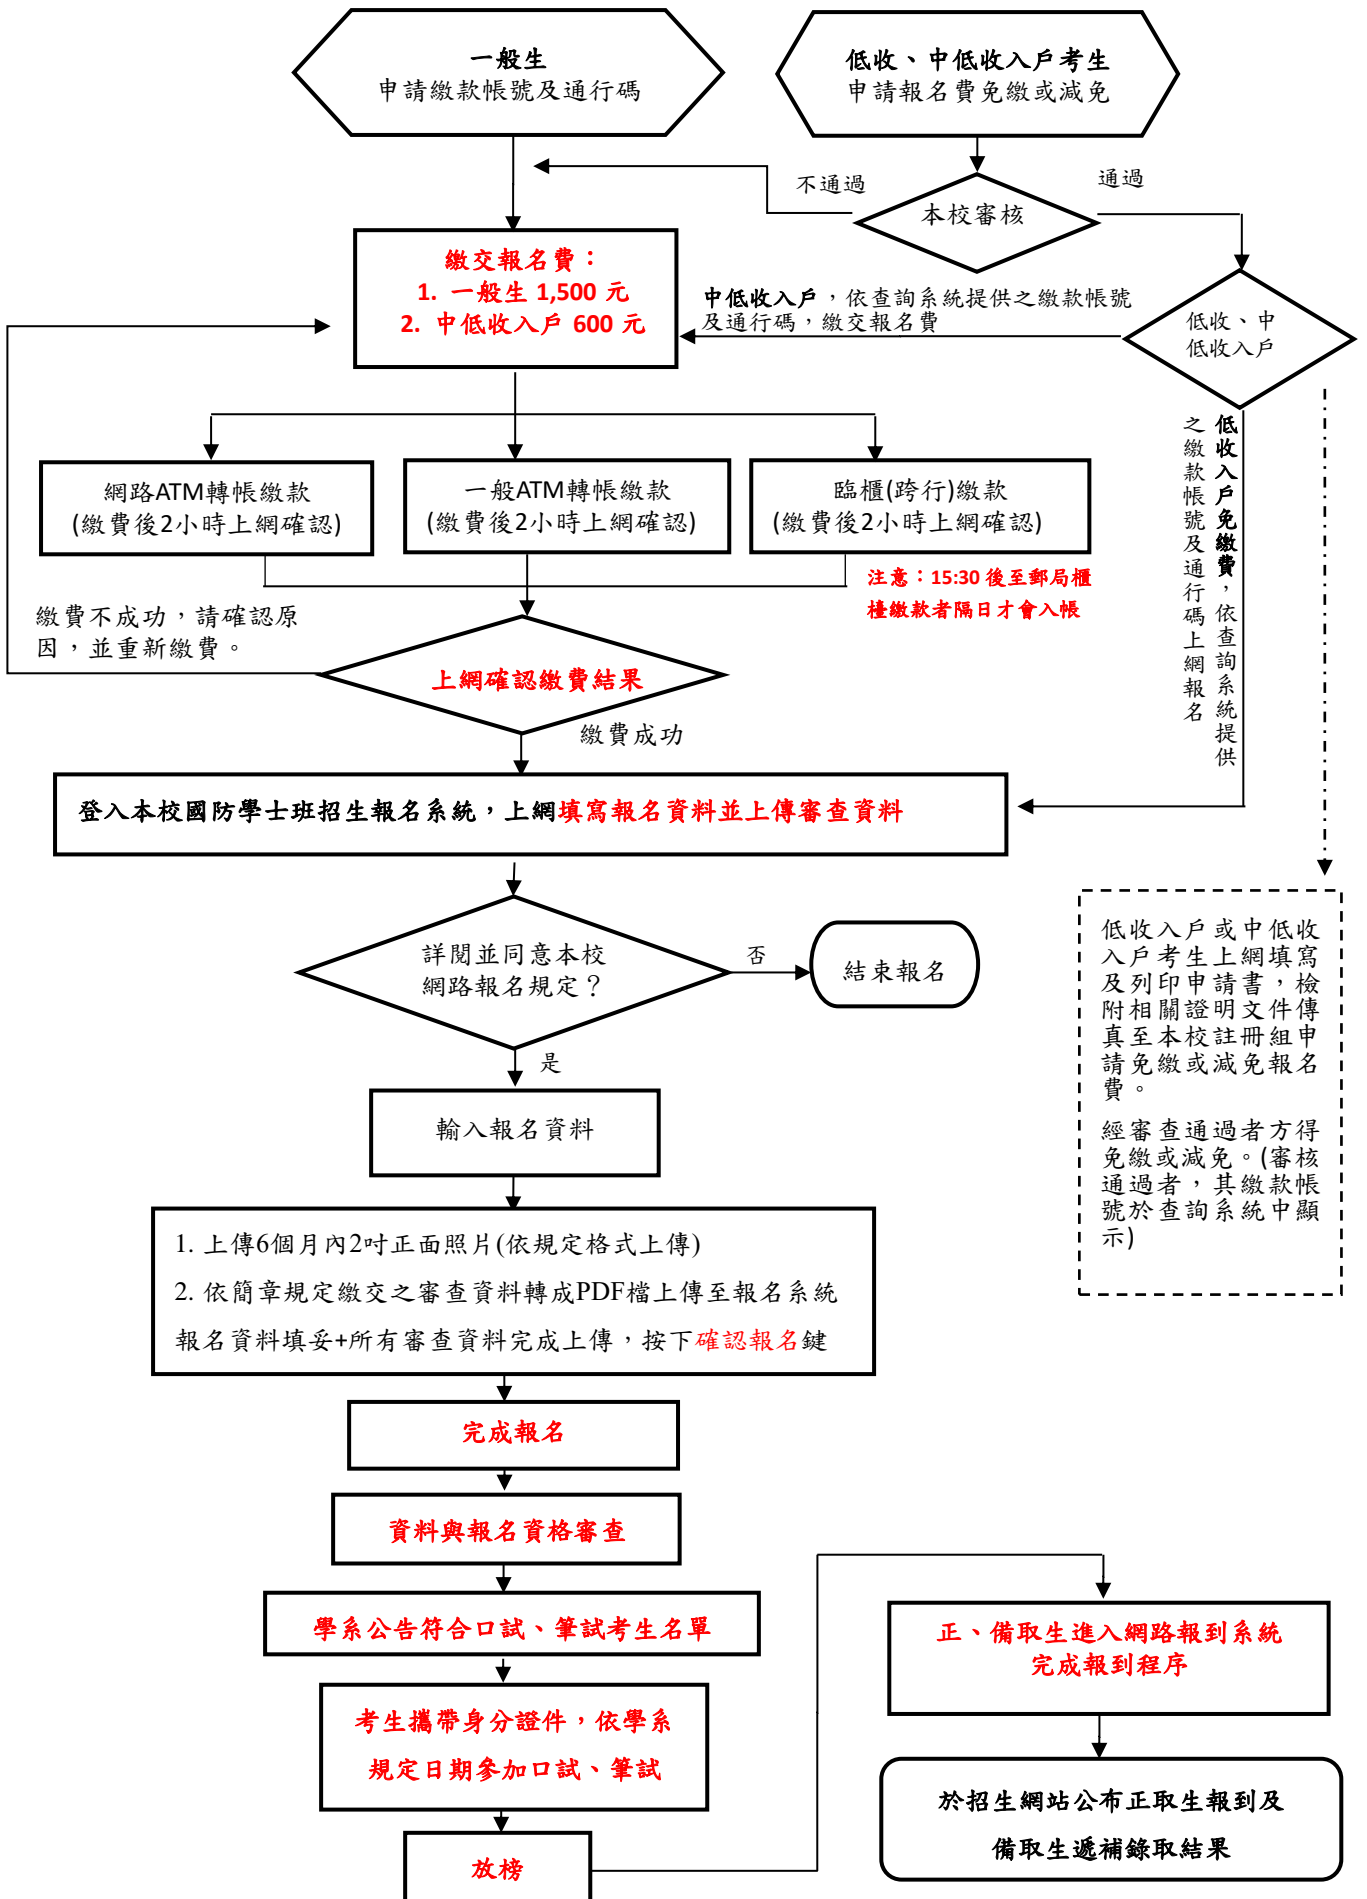 一般生
申請繳款帳號及通行碼
低收、中低收入戶考生
申請報名費免繳或減免
不通過
通過
本校審核
繳交報名費：
1. 一般生 1,500 元
2. 中低收入戶 600 元
中低收入戶，依查詢系統提供之繳款帳號
及通行碼，繳交報名費
低收、中
低收入戶
網路ATM轉帳繳款
(繳費後2小時上網確認)
一般ATM轉帳繳款
(繳費後2小時上網確認)
臨櫃(跨行)繳款
(繳費後2小時上網確認)
低收入戶免繳費，依查詢系統提供
之繳款帳號及通行碼上網報名
注意：15:30 後至郵局櫃
檯繳款者隔日才會入帳
繳費不成功，請確認原
因，並重新繳費。
上網確認繳費結果
繳費成功
登入本校國防學士班招生報名系統，上網填寫報名資料並上傳審查資料
詳閱並同意本校
網路報名規定？
否
結束報名
是
低收入戶或中低收
入戶考生上網填寫
及列印申請書，檢
附相關證明文件傳
真至本校註冊組申
請免繳或減免報名
費。
經審查通過者方得
免繳或減免。(審核
通過者，其繳款帳
號於查詢系統中顯
示)
輸入報名資料
1. 上傳6個月內2吋正面照片(依規定格式上傳)
2. 依簡章規定繳交之審查資料轉成PDF檔上傳至報名系統
報名資料填妥+所有審查資料完成上傳，按下確認報名鍵
完成報名
資料與報名資格審查
學系公告符合口試、筆試考生名單
考生攜帶身分證件，依學系
規定日期參加口試、筆試
放榜
正、備取生進入網路報到系統
完成報到程序
於招生網站公布正取生報到及
備取生遞補錄取結果